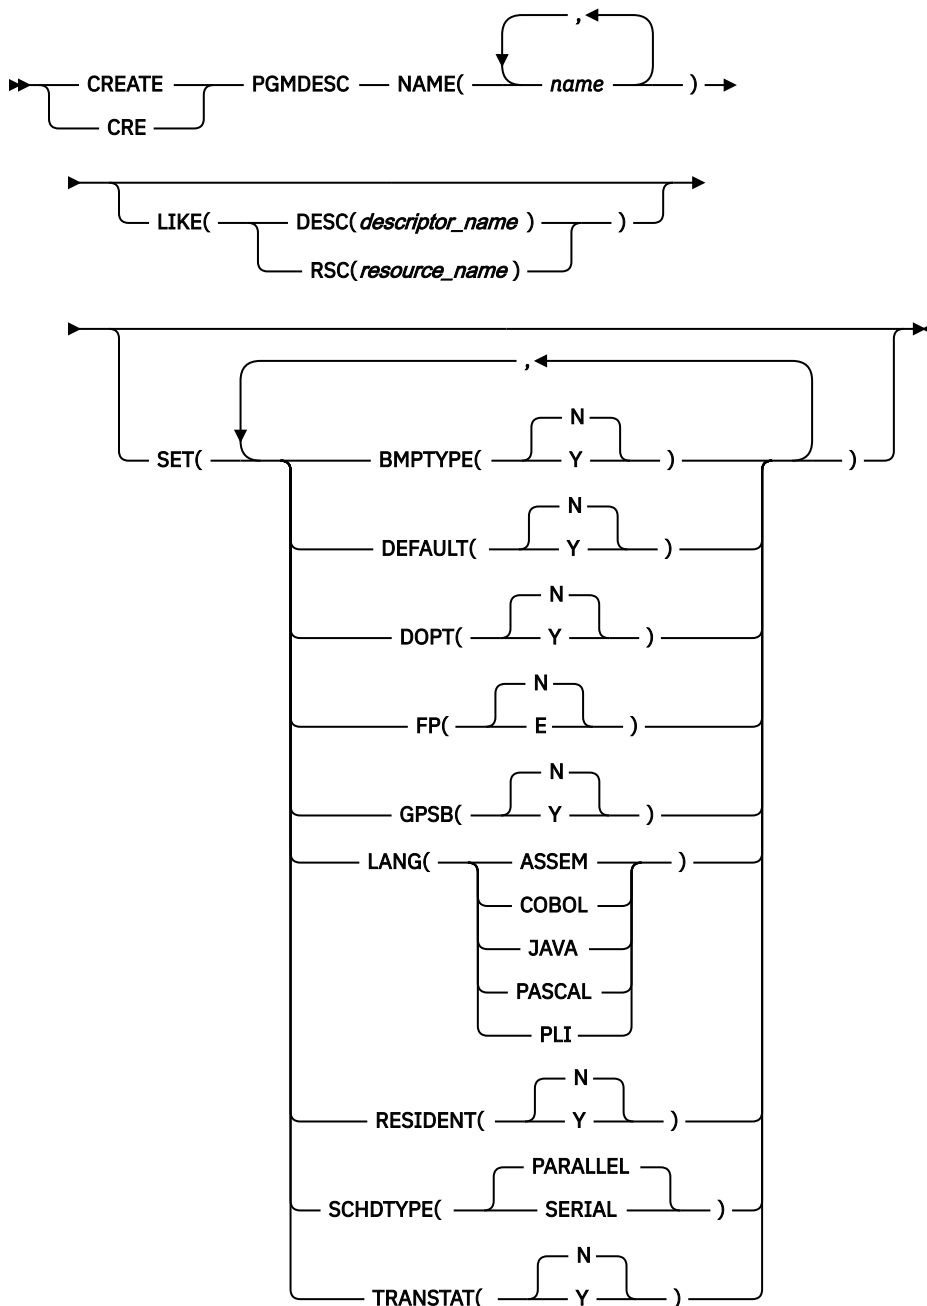 ,
CREATE PGMDESC NAME( name )
CRE
LIKE( DESC( descriptor_name ) )
RSC( resource_name )
,
N
SET( BMPTYPE( Y ) )
N
DEFAULT( Y )
N
DOPT( Y )
N
FP( E )
N
GPSB( Y )
LANG( ASSEM )
COBOL
JAVA
PASCAL
PLI
N
RESIDENT( Y )
PARALLEL
SCHDTYPE( SERIAL )
N
TRANSTAT( Y )